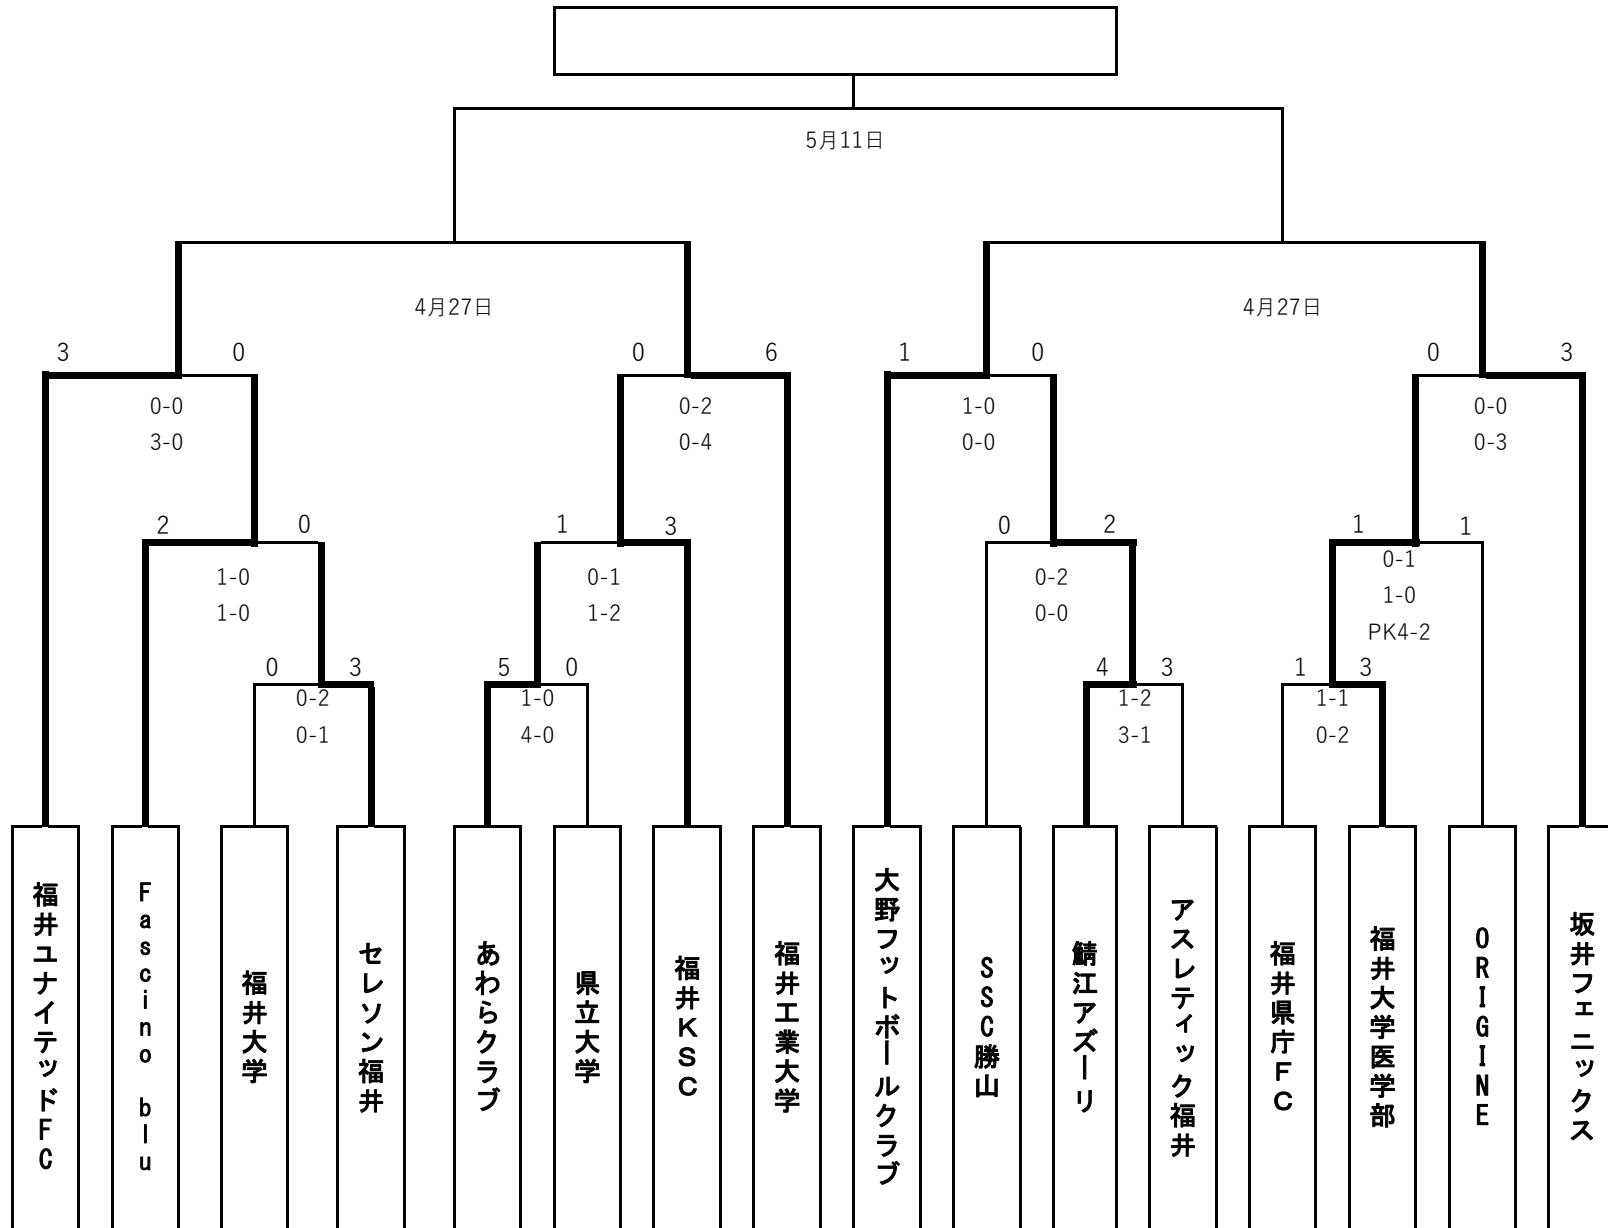 5月11日
4月27日
4月27日
3
0
0
6
1
0
0
3
0-0
3-0
0-2
0-4
1-0
0-0
0-0
0-3
2
0
1
3
0
2
1
1
1-0
1-0
0-1
1-2
0-2
0-0
0-1
1-0
PK4-2
0
3
5
0
4
3
1
3
0-2
0-1
1-0
4-0
1-2
3-1
1-1
0-2
福井ユナイテッドFC
Fascino blu
福井大学
セレソン福井
あわらクラブ
県立大学
福井KSC
福井工業大学
大野フットボールクラブ
SSC勝山
鯖江アズーリ
アスレティック福井
福井県庁FC
福井大学医学部
ORIGINE
坂井フェニックス